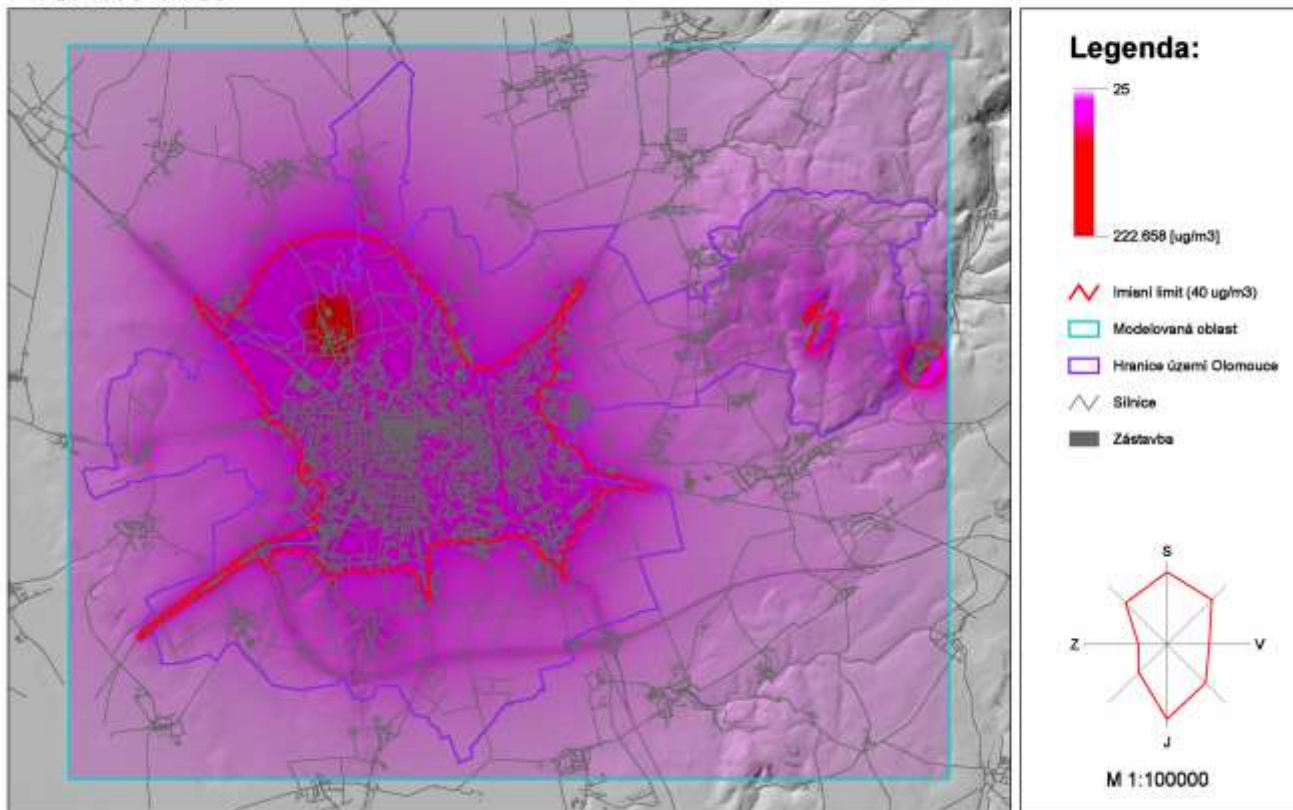 Legenda:
25
222.658 [ug/m3]
Imisní limit (40 ug/m3)
Modelovaná oblast
Hranice území Olomouce
Silnice
Zástavba
S
Z
V
J
M 1:100000